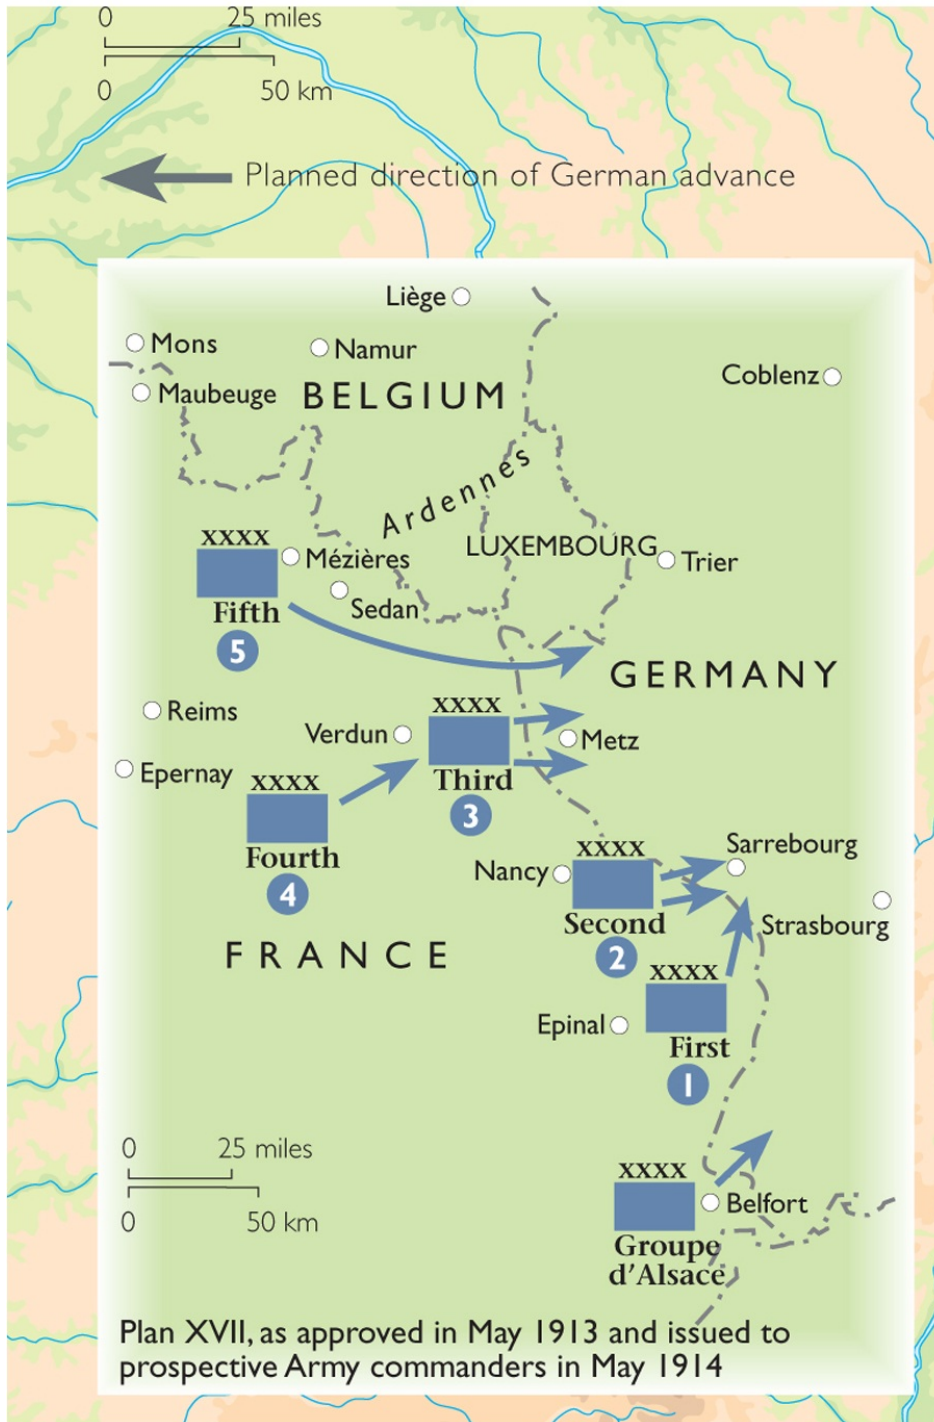 0 25 miles
0 50 km
Planned direction of German advance
Liège
Mons
Namur
Coblenz
Maubeuge
BELGIUM
Ardennes
XXXX
LUXEMBOURG
Mézières
Trier
Sedan
Fifth
5
GERMANY
XXXX
Reims
Verdun
Metz
Epernay
XXXX
Third
3
Fourth
4
XXXX
Sarrebourg
Nancy
Second
2
Strasbourg
FRANCE
XXXX
Epinal
First
1
0 25 miles
0 50 km
XXXX
Belfort
Groupe
d'Alsace
Plan XVII, as approved in May 1913 and issued to
prospective Army commanders in May 1914